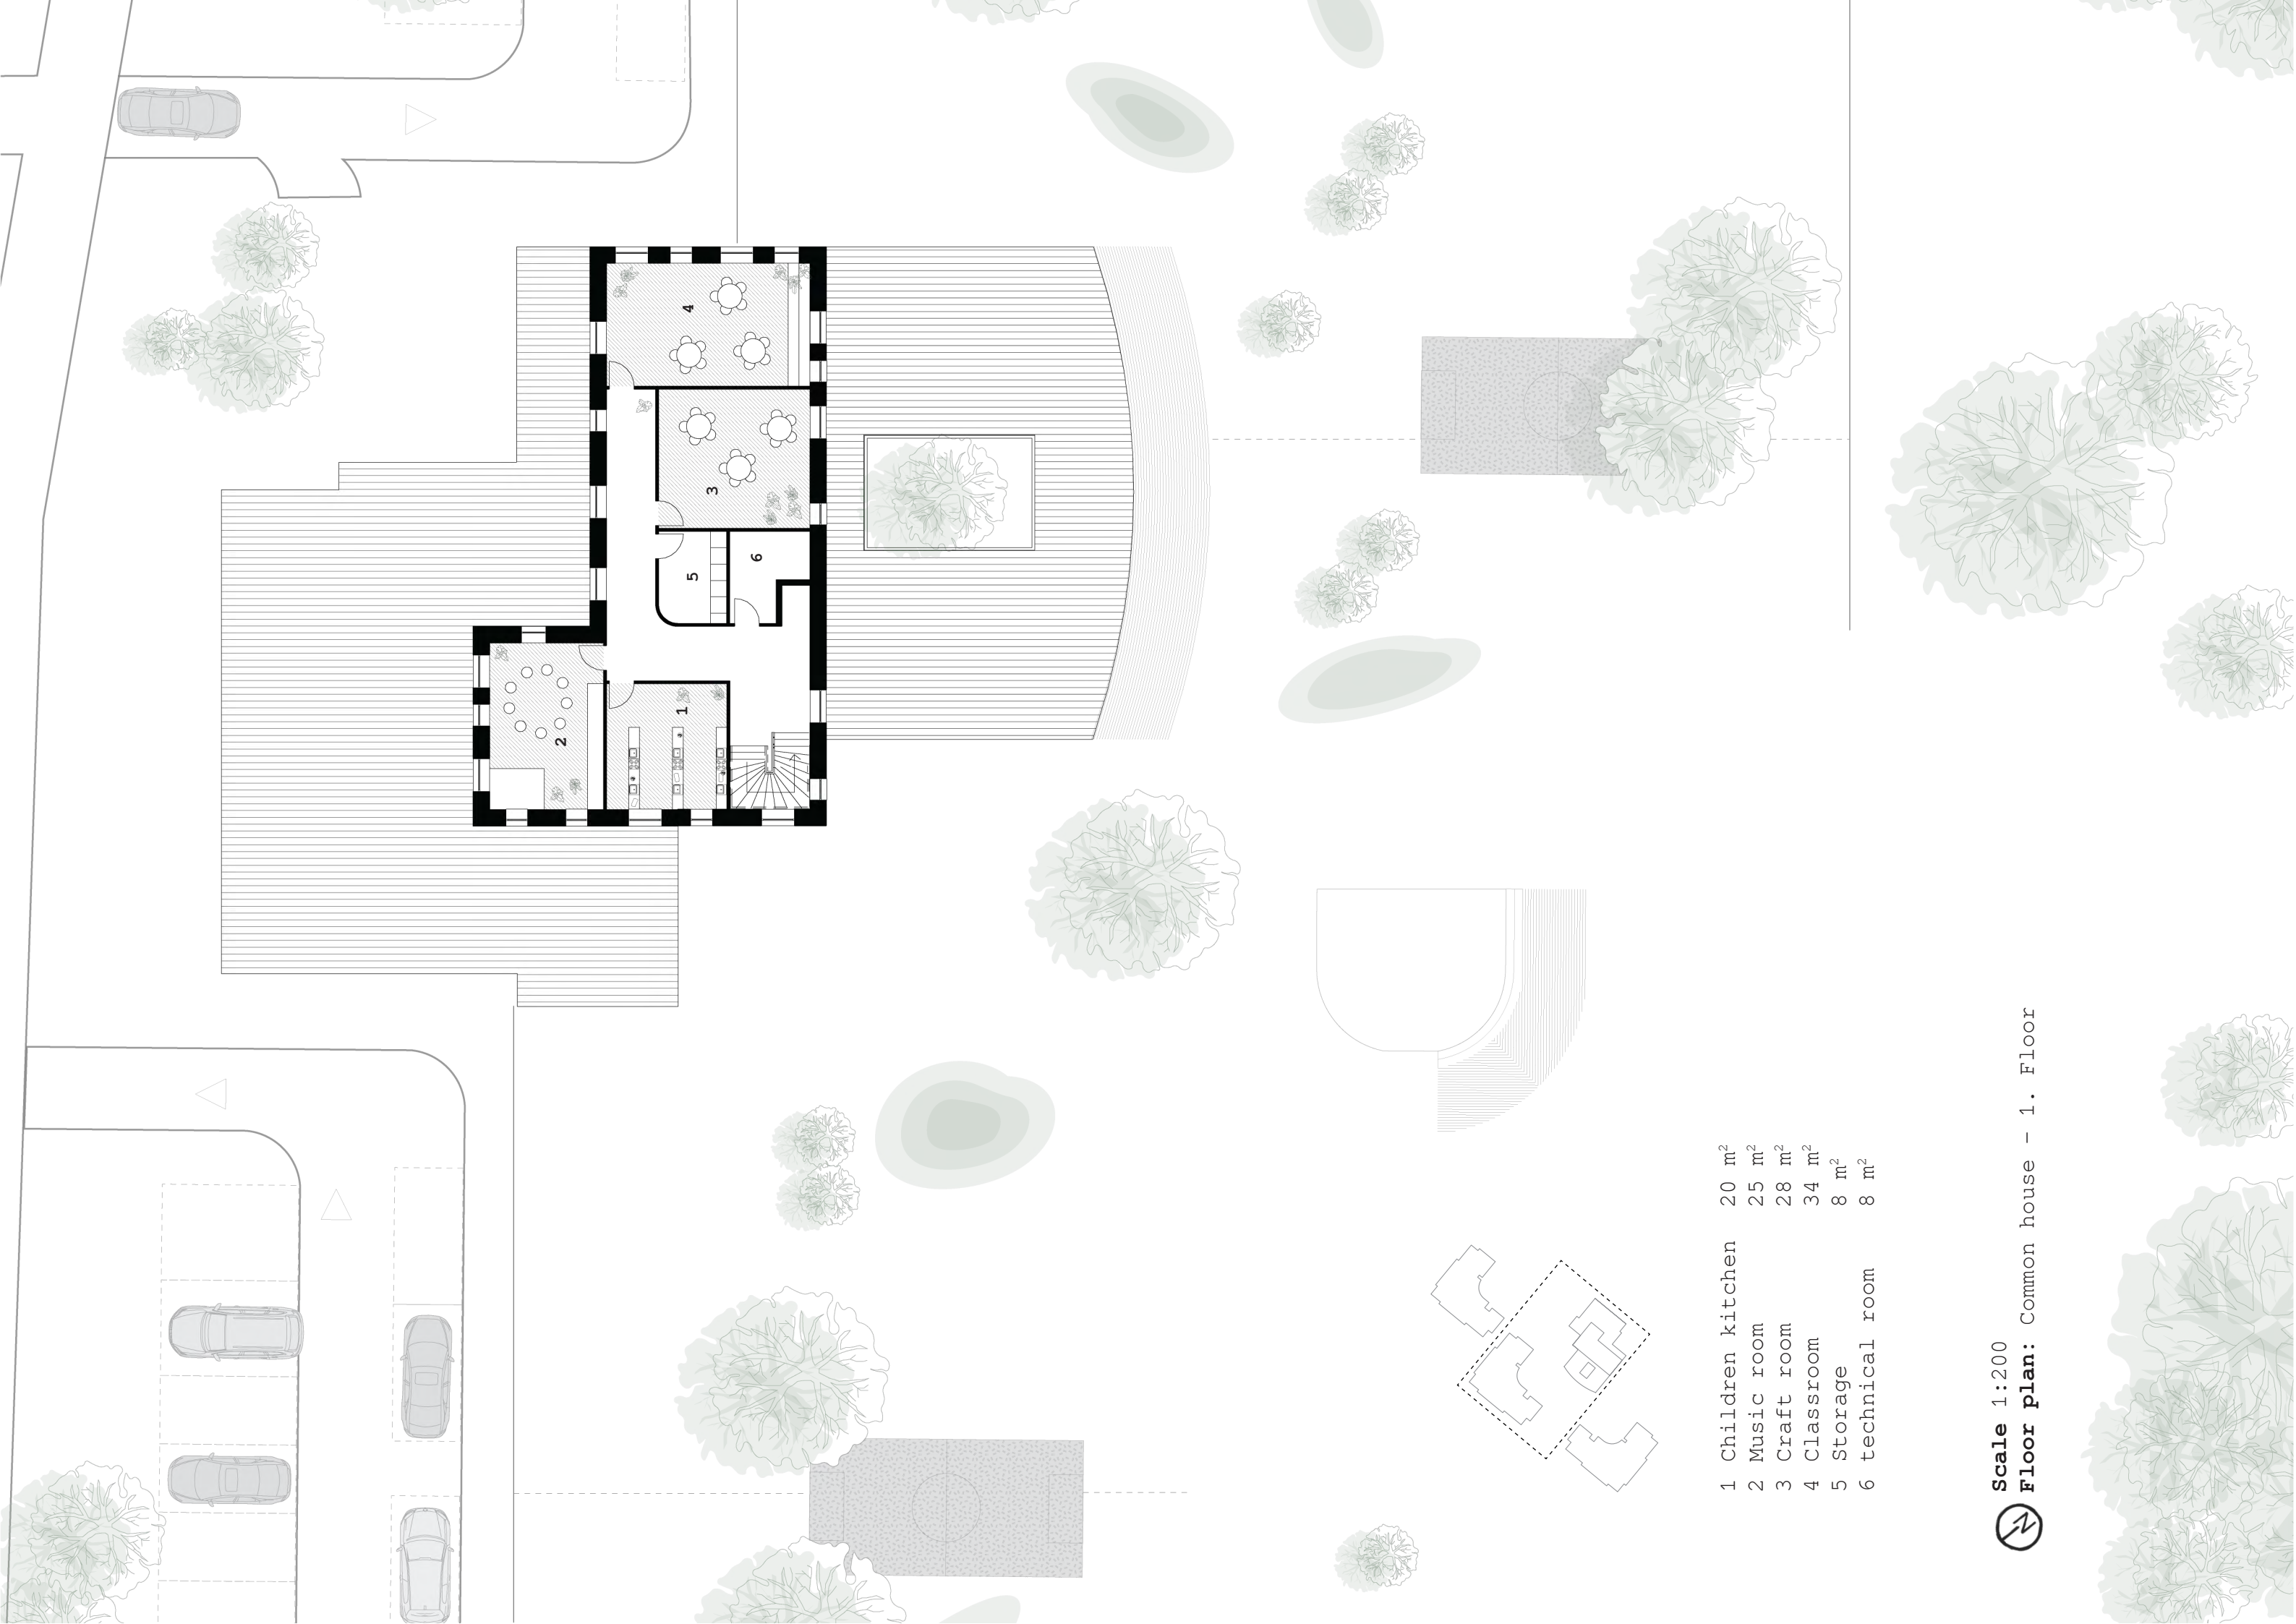 4
3
6
5
1
2
1 Children kitchen 20 m²
2 Music room 25 m²
3 Craft room 28 m²
4 Classroom 34 m²
5 Storage 8 m²
6 technical room 8 m²
Scale 1:200
Floor plan: Common house - 1. Floor
N